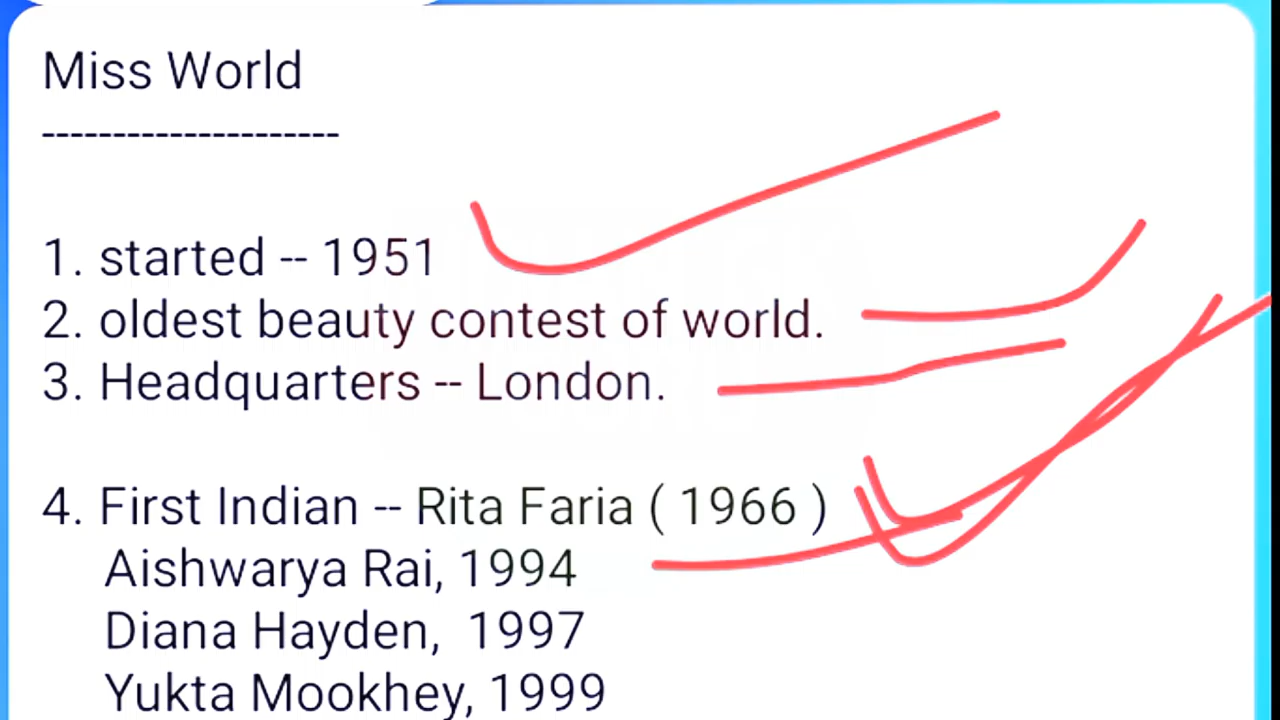 Miss World
---------------------
1. started -- 1951
2. oldest beauty contest of world.
3. Headquarters -- London.
4. First Indian -- Rita Faria ( 1966 )
Aishwarya Rai, 1994
Diana Hayden,  1997
Yukta Mookhey, 1999